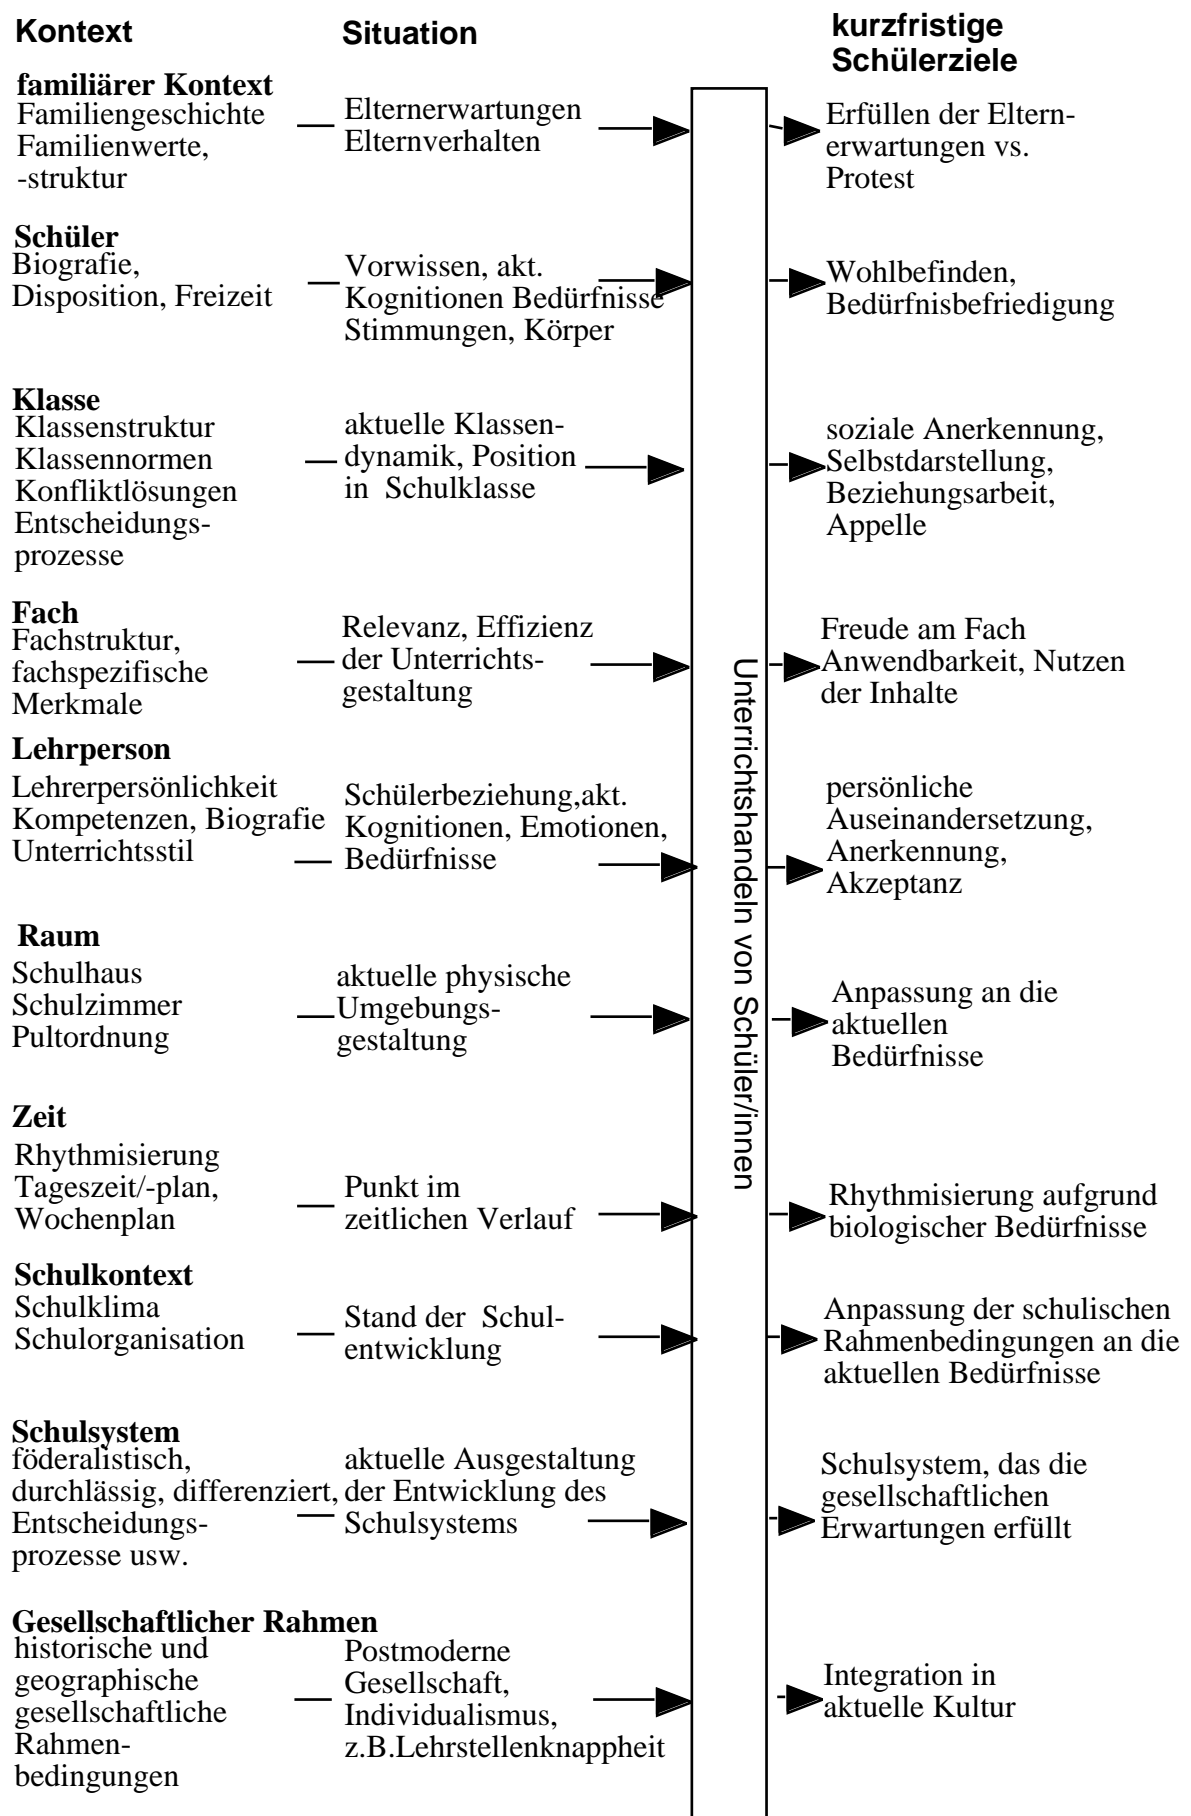 Kontext
Situation
kurzfristige
Schülerziele
familiärer Kontext
Familiengeschichte
Familienwerte,
-struktur
Elternerwartungen
Elternverhalten
Erfüllen der Eltern-
erwartungen vs.
Protest
Schüler
Biografie,
Disposition, Freizeit
Vorwissen, akt.
Kognitionen Bedürfnisse
Stimmungen, Körper
Wohlbefinden,
Bedürfnisbefriedigung
Klasse
Klassenstruktur
Klassennormen
Konfliktlösungen
Entscheidungs-
prozesse
aktuelle Klassen-
dynamik, Position
in Schulklasse
soziale Anerkennung,
Selbstdarstellung,
Beziehungsarbeit,
Appelle
Fach
Fachstruktur,
fachspezifische
Merkmale
Relevanz, Effizienz
der Unterrichts-
gestaltung
Freude am Fach
Anwendbarkeit, Nutzen
der Inhalte
Lehrperson
Lehrerpersönlichkeit
Kompetenzen, Biografie
Unterrichtsstil
Schülerbeziehung,akt.
Kognitionen, Emotionen,
Bedürfnisse
persönliche
Auseinandersetzung,
Anerkennung,
Akzeptanz
Raum
Schulhaus
Schulzimmer
Pultordnung
aktuelle physische
Umgebungs-
gestaltung
Anpassung an die
aktuellen
Bedürfnisse
Zeit
Rhythmisierung
Tageszeit/-plan,
Wochenplan
Punkt im
zeitlichen Verlauf
Rhythmisierung aufgrund
biologischer Bedürfnisse
Schulkontext
Schulklima
Schulorganisation
Stand der Schul-
entwicklung
Anpassung der schulischen
Rahmenbedingungen an die
aktuellen Bedürfnisse
Schulsystem
föderalistisch,
durchlässig, differenziert,
Entscheidungs-
prozesse usw.
aktuelle Ausgestaltung
der Entwicklung des
Schulsystems
Schulsystem, das die
gesellschaftlichen
Erwartungen erfüllt
Gesellschaftlicher Rahmen
historische und
geographische
gesellschaftliche
Rahmen-
bedingungen
Postmoderne
Gesellschaft,
Individualismus,
z.B.Lehrstellenknappheit
Integration in
aktuelle Kultur
Unterrichtshandeln von Schüler/innen